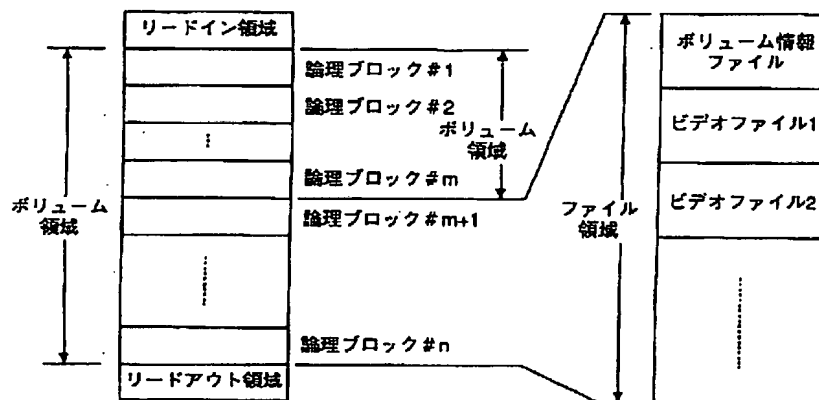 リードイン領域
論理ブロック#1
論理ブロック#2
ボリューム
領域
論理ブロック#m
論理ブロック#m+1
ボリューム
領域
論理ブロック#n
リードアウト領域
ファイル
領域
ボリューム情報
ファイル
ビデオファイル1
ビデオファイル2